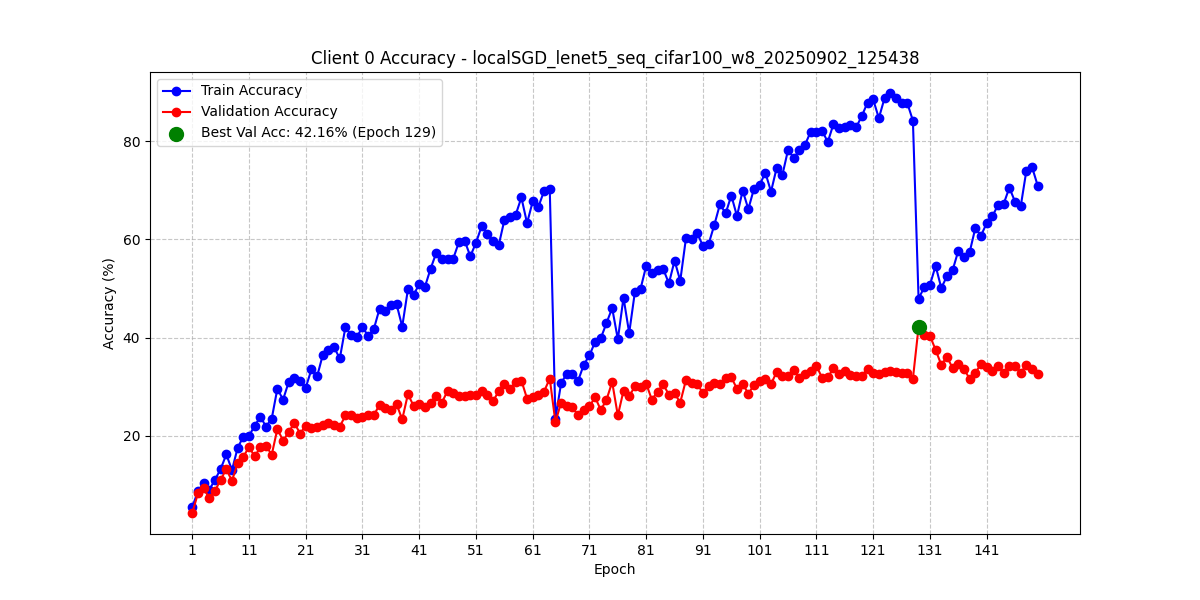 Client 0 Accuracy - localSGD_lenet5_seq_cifar100_w8_20250902_125438
Train Accuracy
Validation Accuracy
Best Val Acc: 42.16% (Epoch 129)
Accuracy (%)
80
60
40
20
1 11 21 31 41 51 61 71 81 91 101 111 121 131 141
Epoch